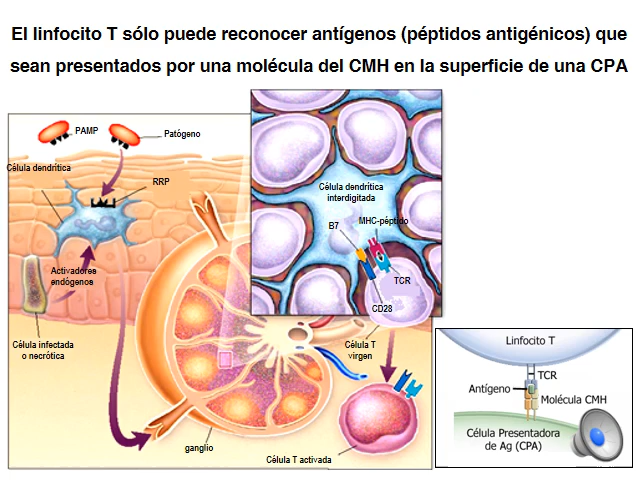 El linfocito T sólo puede reconocer antígenos (péptidos antigénicos) que
sean presentados por una molécula del CMH en la superficie de una CPA
PAMP
Patógeno
Célula dendrítica
RRP
Activadores
endógenos
Célula infectada
o necrótica
ganglio
Célula dendrítica
interdigitada
B7
MHC-péptido
TCR
CD28
Célula T
virgen
Célula T activada
Linfocito T
TCR
Antígeno
Molécula CMH
Célula Presentadora
de Ag (CPA)